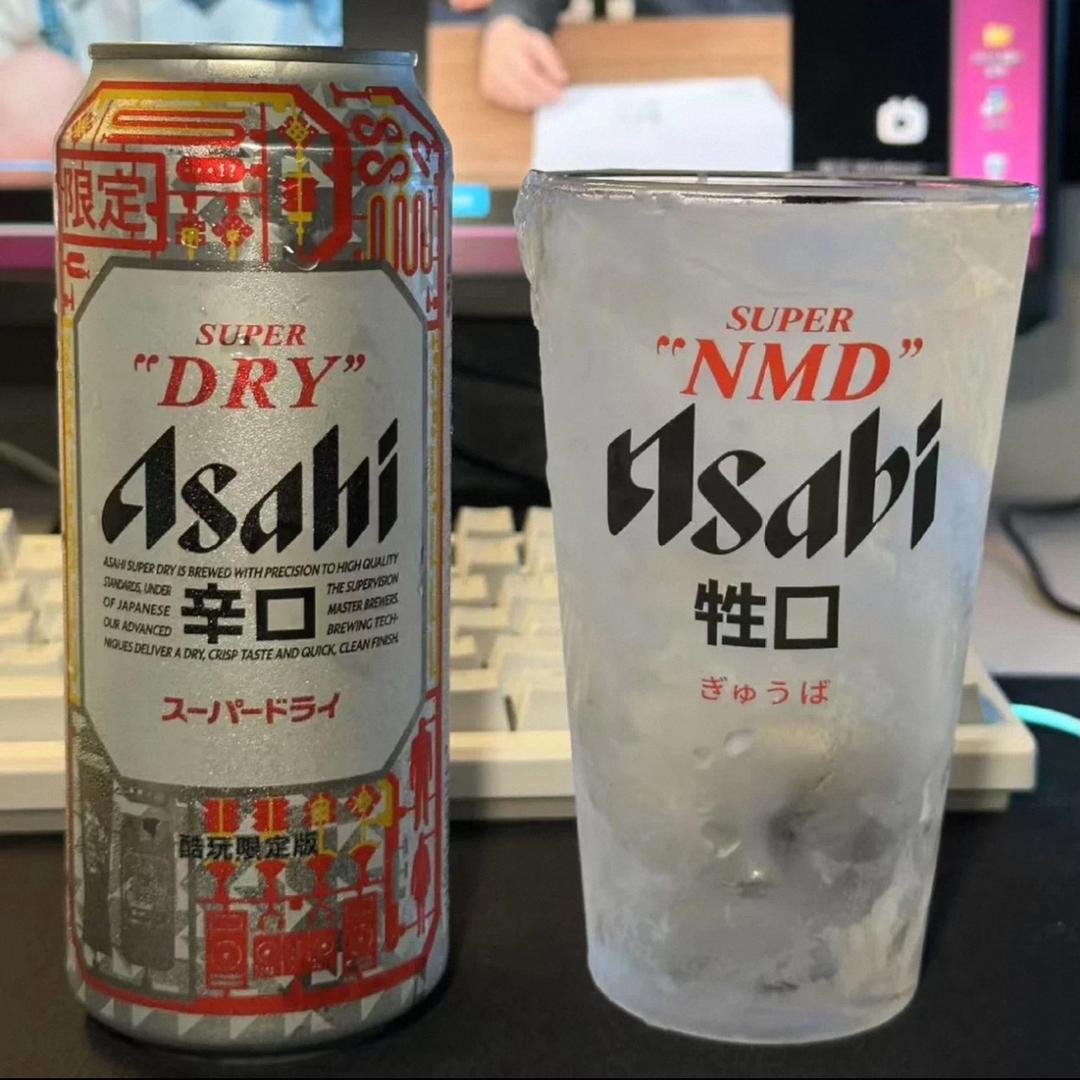 限定
SUPER
"DRY"
Asahi
ASAHI SUPER DRY IS BREWED WITH PRECISION TO HIGH QUALITY
STANDARDS, UNDER THE SUPERVISION
OF JAPANESE MASTER BREWERS.
OUR ADVANCED BREWING TECH-
NIQUES DELIVER A DRY, CRISP TASTE AND QUICK, CLEAN FINISH.
辛口
スーパードライ
酷玩限定版
SUPER
"NMD"
Asabi
牲口
ぎゅうば